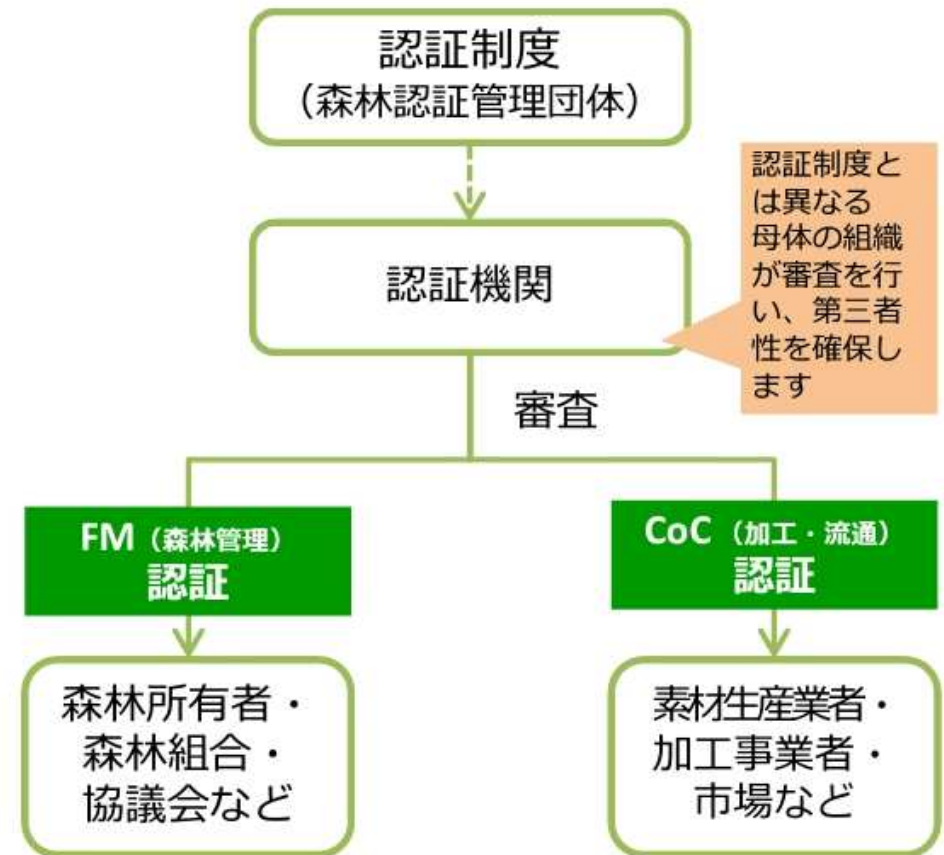 認証制度
（森林認証管理団体）
認証制度と
は異なる
母体の組織
が審査を行
い、第三者
性を確保し
ます
認証機関
審査
FM（森林管理）
認証
CoC（加工・流通）
認証
森林所有者・
森林組合・
協議会など
素材生産業者・
加工事業者・
市場など